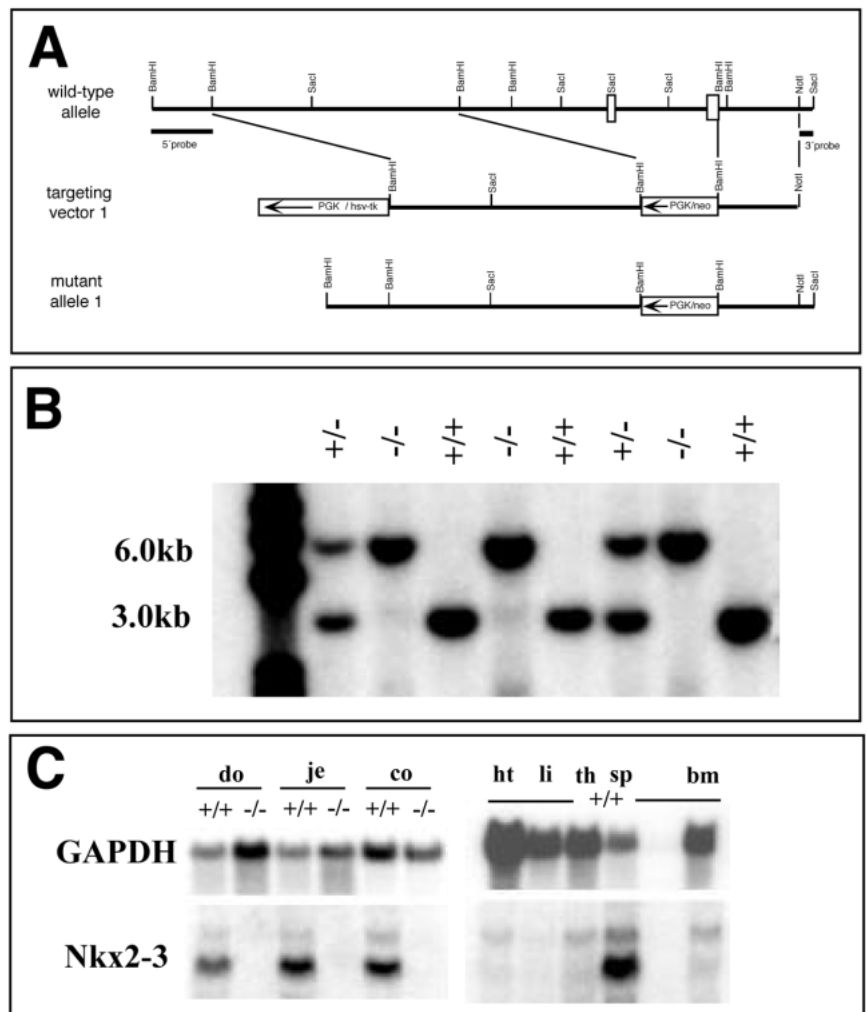 A
BamHI BamHI SacI BamHI BamHI SacI SacI SacI BamHI BamHI NotI SacI
wild-type
allele
5´probe 3´probe
BamHI SacI BamHI BamHI NotI
targeting
vector 1
PGK / hsv-tk PGK/neo
BamHI BamHI SacI BamHI BamHI NotI SacI
mutant
allele 1
PGK/neo
B
+/- -/- +/+ -/- +/+ +/- -/- +/+
6.0kb
3.0kb
C
do je co ht li th sp bm
+/+ -/- +/+ -/- +/+ -/- +/+
GAPDH
Nkx2-3